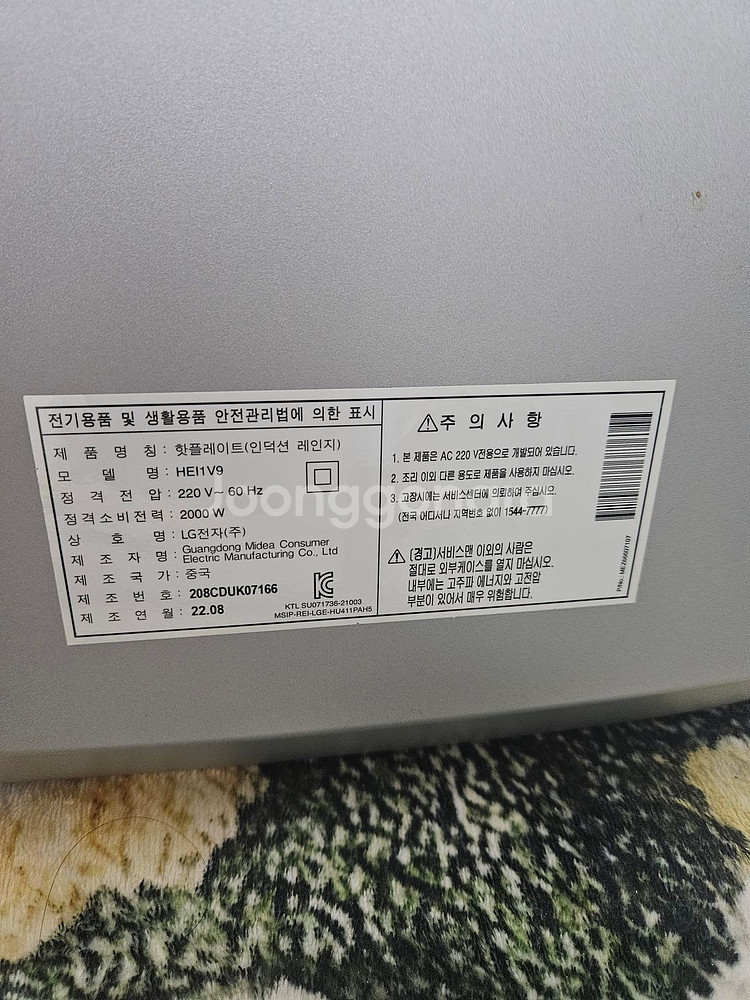 전기용품 및 생활용품 안전관리법에 의한 표시
제 품 명 칭 : 핫플레이트(인덕션 레인지)
모 델 명 : HEI1V9
정 격 전 압 : 220 V~ 60 Hz
정격소비전력 : 2000 W
상 호 명 : LG전자(주)
제 조 자 명 : Guangdong Midea Consumer
Electric Manufacturing Co., Ltd
제 조 국 가 : 중국
제 조 번 호 : 208CDUK07166
제 조 연 월 : 22.08
KTL SU071736-21003
MSIP-REI-LGE-HU411PAH5
⚠주 의 사 항
1. 본 제품은 AC 220 V전용으로 개발되어 있습니다.
2. 조리 이외 다른 용도로 제품을 사용하지 마십시오.
3. 고장시에는 서비스센터에 의뢰하여 주십시오.
(전국 어디서나 지역번호 없이 1544-7777)
⚠ (경고)서비스맨 이외의 사람은
절대로 외부케이스를 열지 마십시오.
내부에는 고주파 에너지와 고전압
부분이 있어서 매우 위험합니다.
P/No.: MEZ66607107